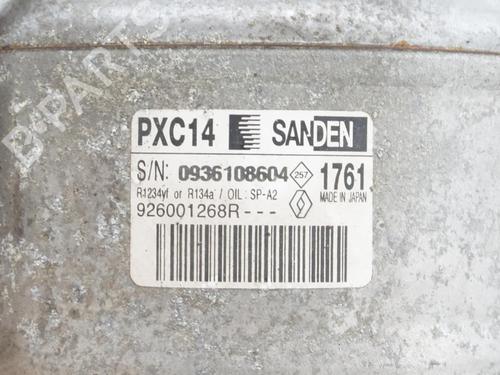 B-PARTS
PXC14 SANDEN
S/N: 0936108604 257 1761
R1234yf or R134a / OIL: SP-A2 MADE IN JAPAN
926001268R---